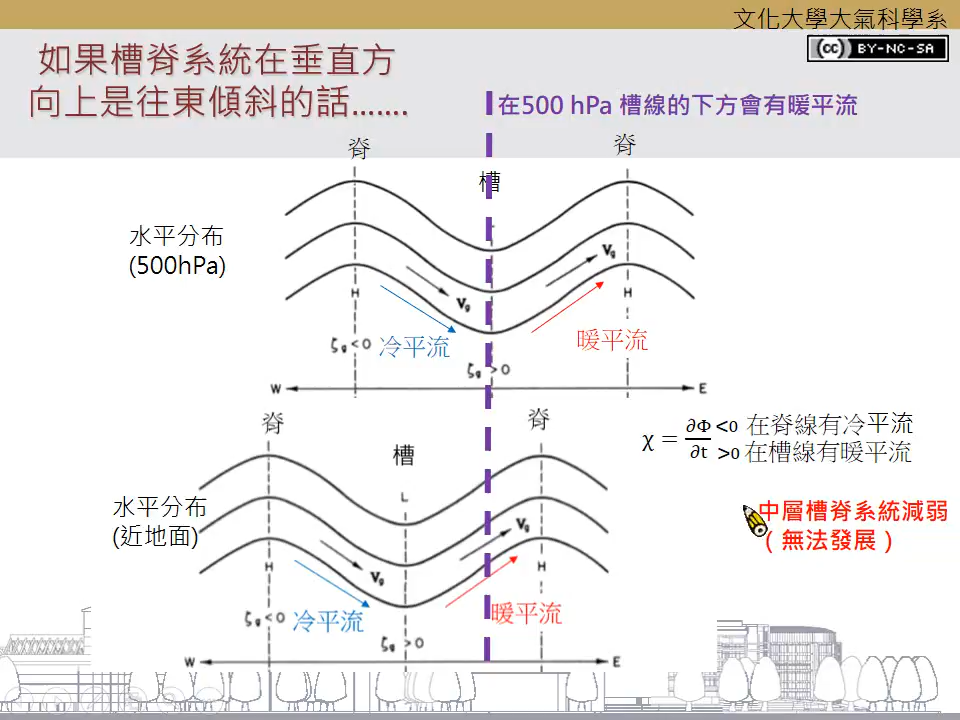 文化大學大氣科學系
(cc) BY-NC-SA
如果槽脊系統在垂直方
向上是往東傾斜的話…….
在500 hPa 槽線的下方會有暖平流
脊
脊
槽
水平分布
(500hPa)
Vg
Vg
H
H
ζg<0
冷平流
暖平流
ζg>0
W
E
脊
脊
槽
L
χ = ∂Φ/∂t <0 在脊線有冷平流
>0 在槽線有暖平流
水平分布
(近地面)
Vg
Vg
H
H
中層槽脊系統減弱
(無法發展)
ζg<0
冷平流
暖平流
ζg>0
W
E